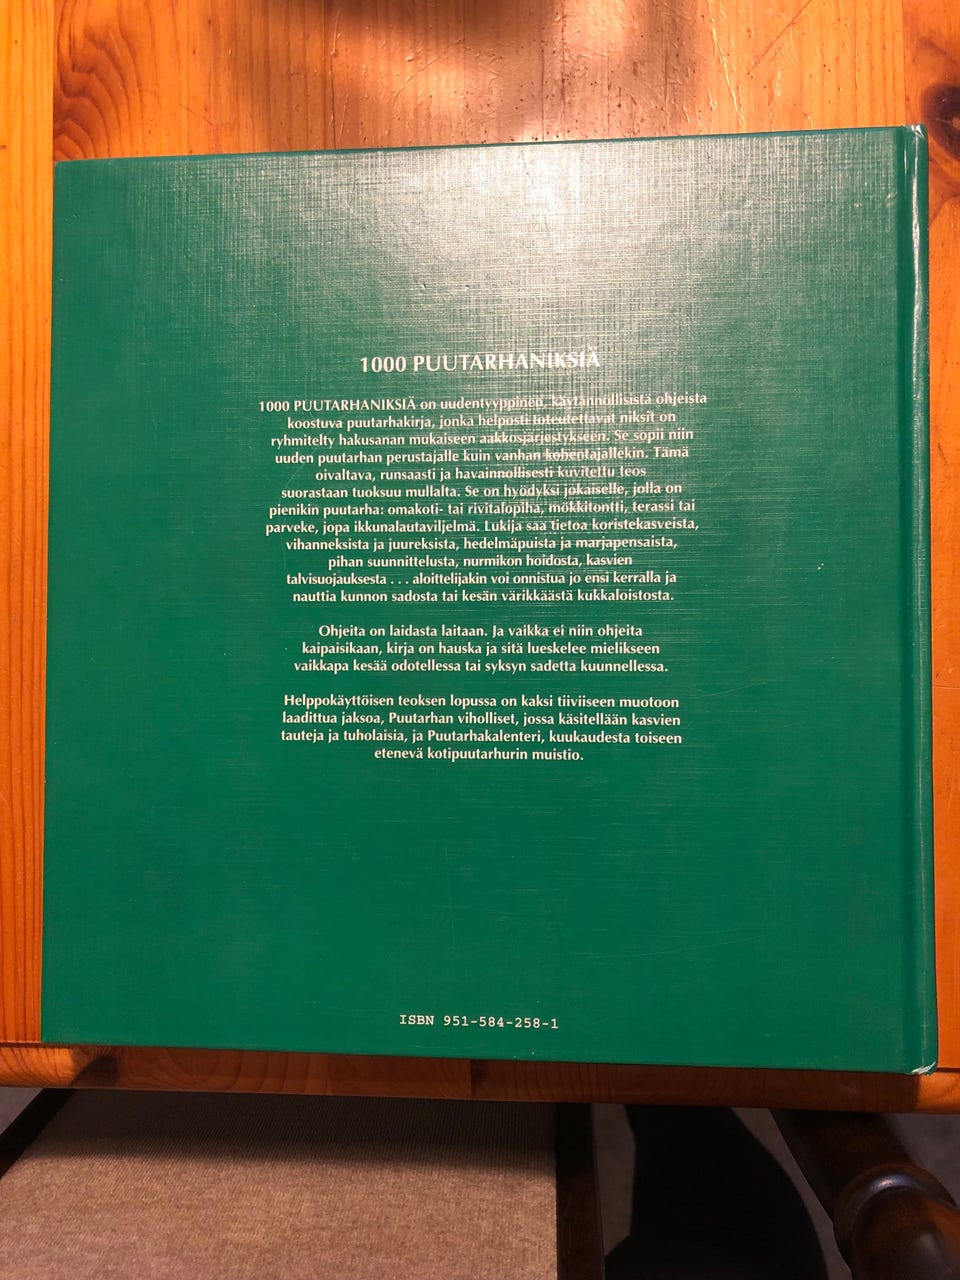 1000 PUUTARHANIKSIÄ
1000 PUUTARHANIKSIÄ on uudentyyppinen, käytännöllisistä ohjeista
koostuva puutarhakirja, jonka helposti toteutettavat niksit on
ryhmitelty hakusanan mukaiseen aakkosjärjestykseen. Se sopii niin
uuden puutarhan perustajalle kuin vanhan kohentajallekin. Tämä
oivaltava, runsaasti ja havainnollisesti kuvitettu teos
suorastaan tuoksuu mullalta. Se on hyödyksi jokaiselle, jolla on
pienikin puutarha: omakoti- tai rivitalopiha, mökkitontti, terassi tai
parveke, jopa ikkunalautaviljelmä. Lukija saa tietoa koristekasveista,
vihanneksista ja juureksista, hedelmäpuista ja marjapensaista,
pihan suunnittelusta, nurmikon hoidosta, kasvien
talvisuojauksesta . . . aloittelijakin voi onnistua jo ensi kerralla ja
nauttia kunnon sadosta tai kesän värikkäästä kukkaloistosta.
Ohjeita on laidasta laitaan. Ja vaikka ei niin ohjeita
kaipaisikaan, kirja on hauska ja sitä lueskelee mielikseen
vaikkapa kesää odotellessa tai syksyn sadetta kuunnellessa.
Helppokäyttöisen teoksen lopussa on kaksi tiiviiseen muotoon
laadittua jaksoa, Puutarhan viholliset, jossa käsitellään kasvien
tauteja ja tuholaisia, ja Puutarhakalenteri, kuukaudesta toiseen
etenevä kotipuutarhurin muistio.
ISBN 951-584-258-1